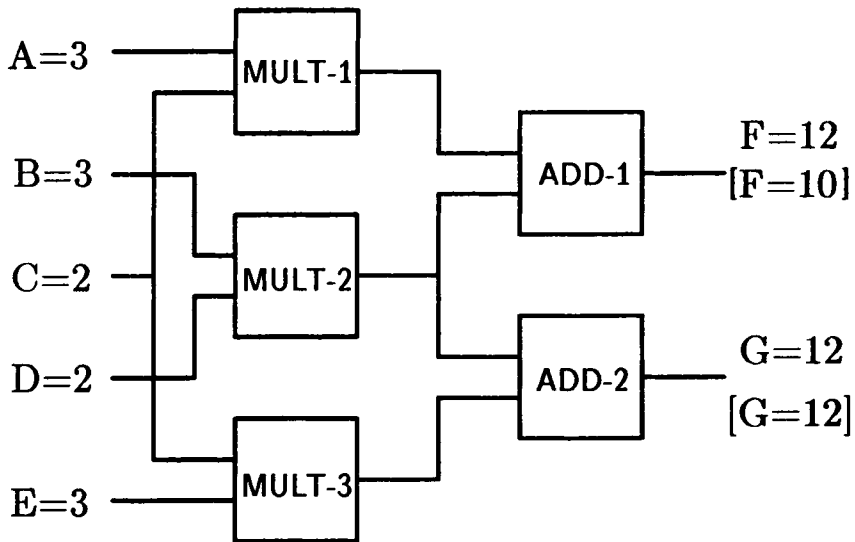 A=3
MULT-1
B=3
ADD-1
F=12
[F=10]
C=2
MULT-2
D=2
ADD-2
G=12
[G=12]
E=3
MULT-3